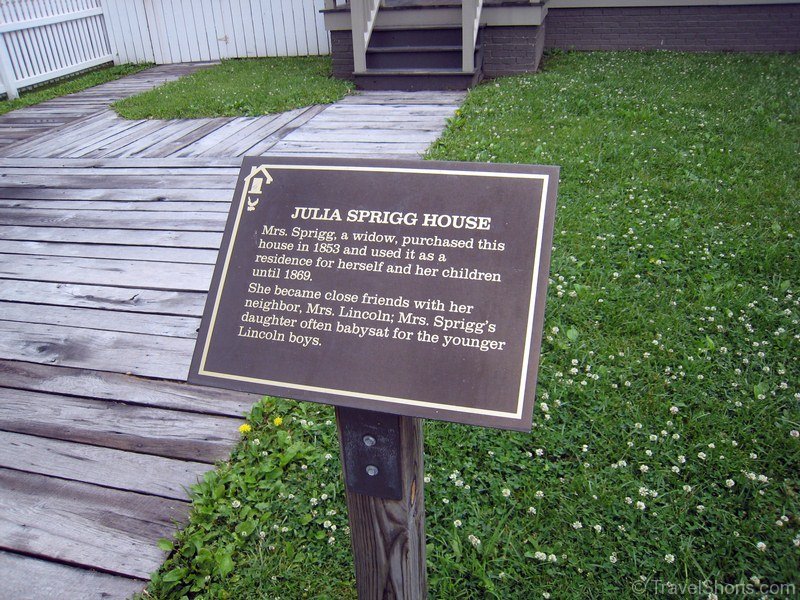 JULIA SPRIGG HOUSE
Mrs. Sprigg, a widow, purchased this
house in 1853 and used it as a
residence for herself and her children
until 1869.
She became close friends with her
neighbor, Mrs. Lincoln; Mrs. Sprigg's
daughter often babysat for the younger
Lincoln boys.
©TravelShorts.com